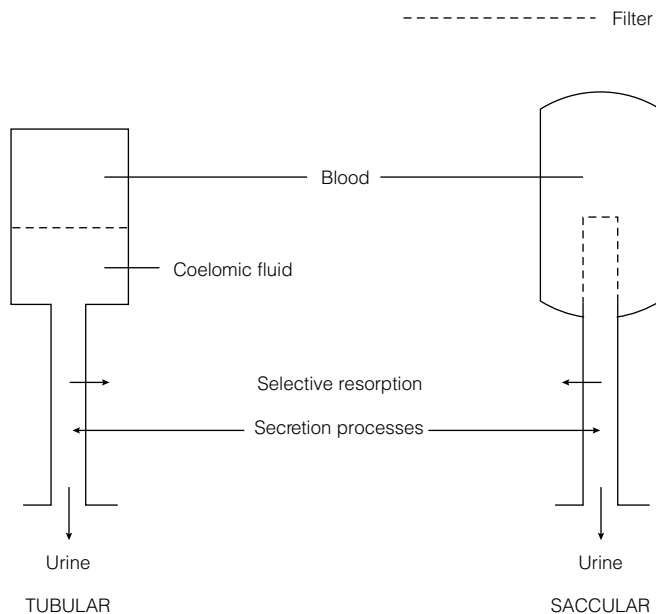 Filter
Blood
Coelomic fluid
Selective resorption
Secretion processes
Urine
Urine
TUBULAR
SACCULAR